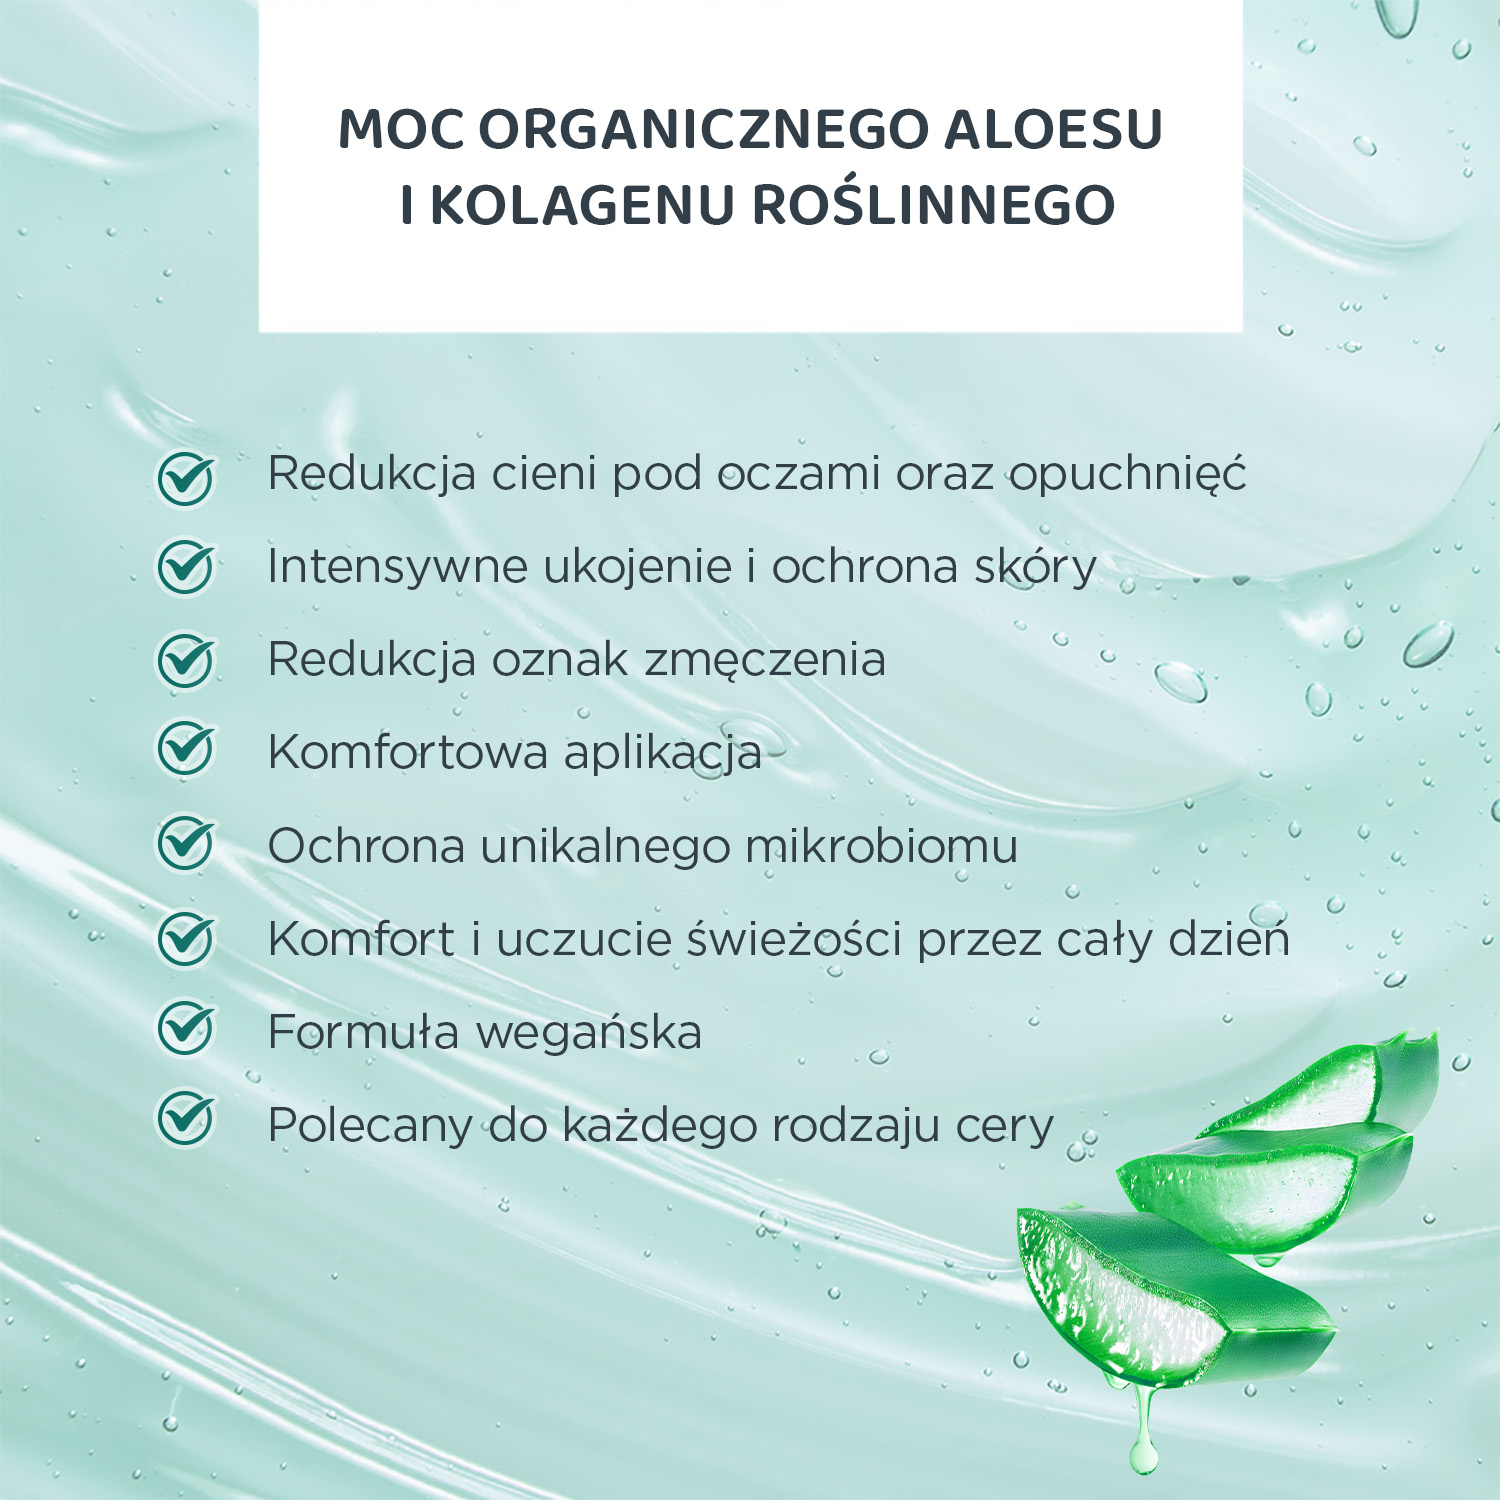 MOC ORGANICZNEGO ALOESU
I KOLAGENU ROŚLINNEGO
Redukcja cieni pod oczami oraz opuchnięć
Intensywne ukojenie i ochrona skóry
Redukcja oznak zmęczenia
Komfortowa aplikacja
Ochrona unikalnego mikrobiomu
Komfort i uczucie świeżości przez cały dzień
Formuła wegańska
Polecany do każdego rodzaju cery